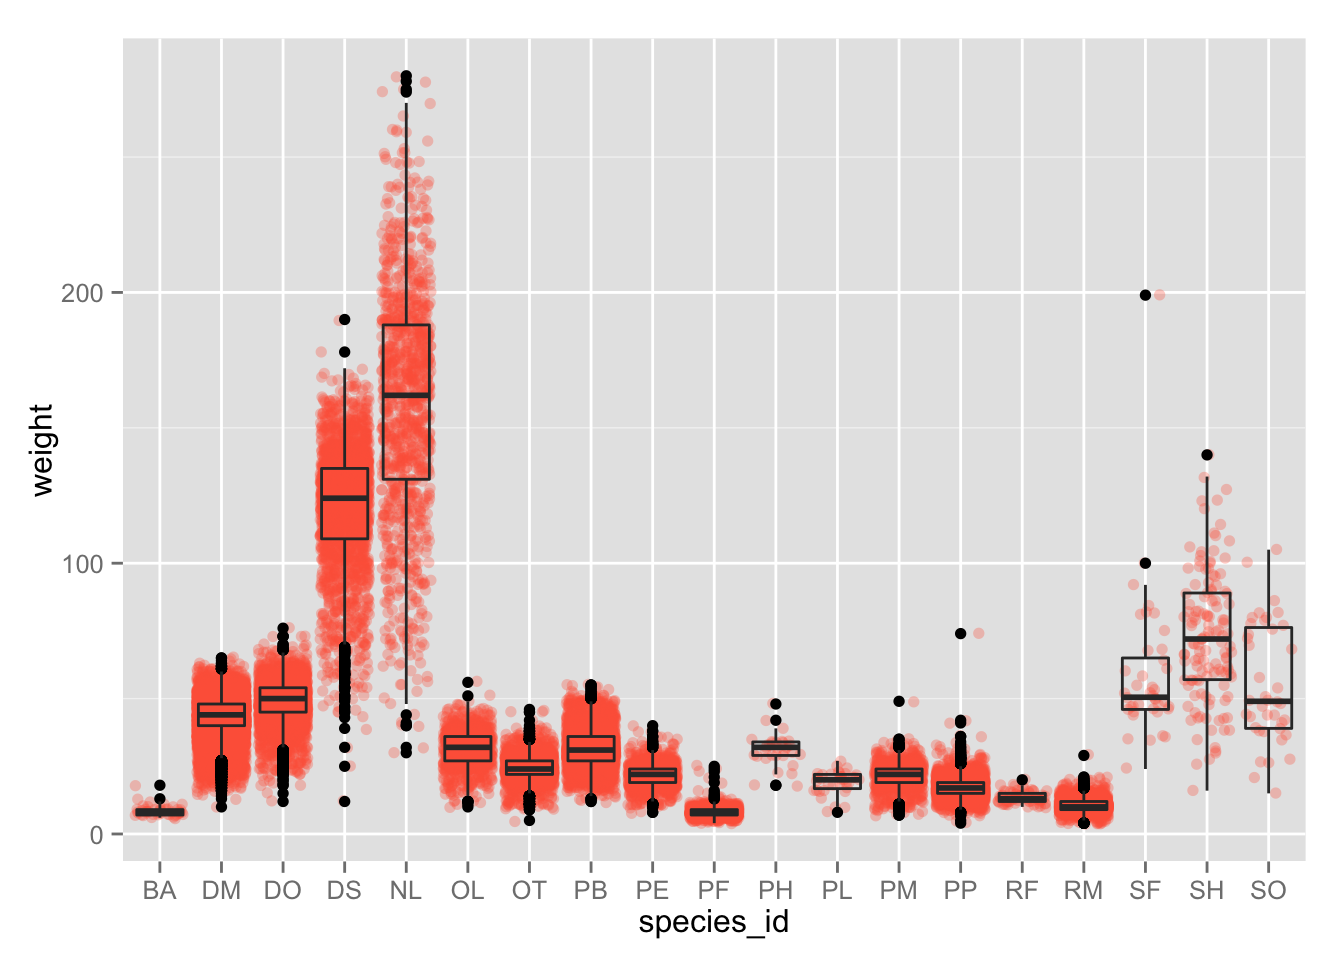 weight
200
100
0
BA DM DO DS NL OL OT PB PE PF PH PL PM PP RF RM SF SH SO
species_id